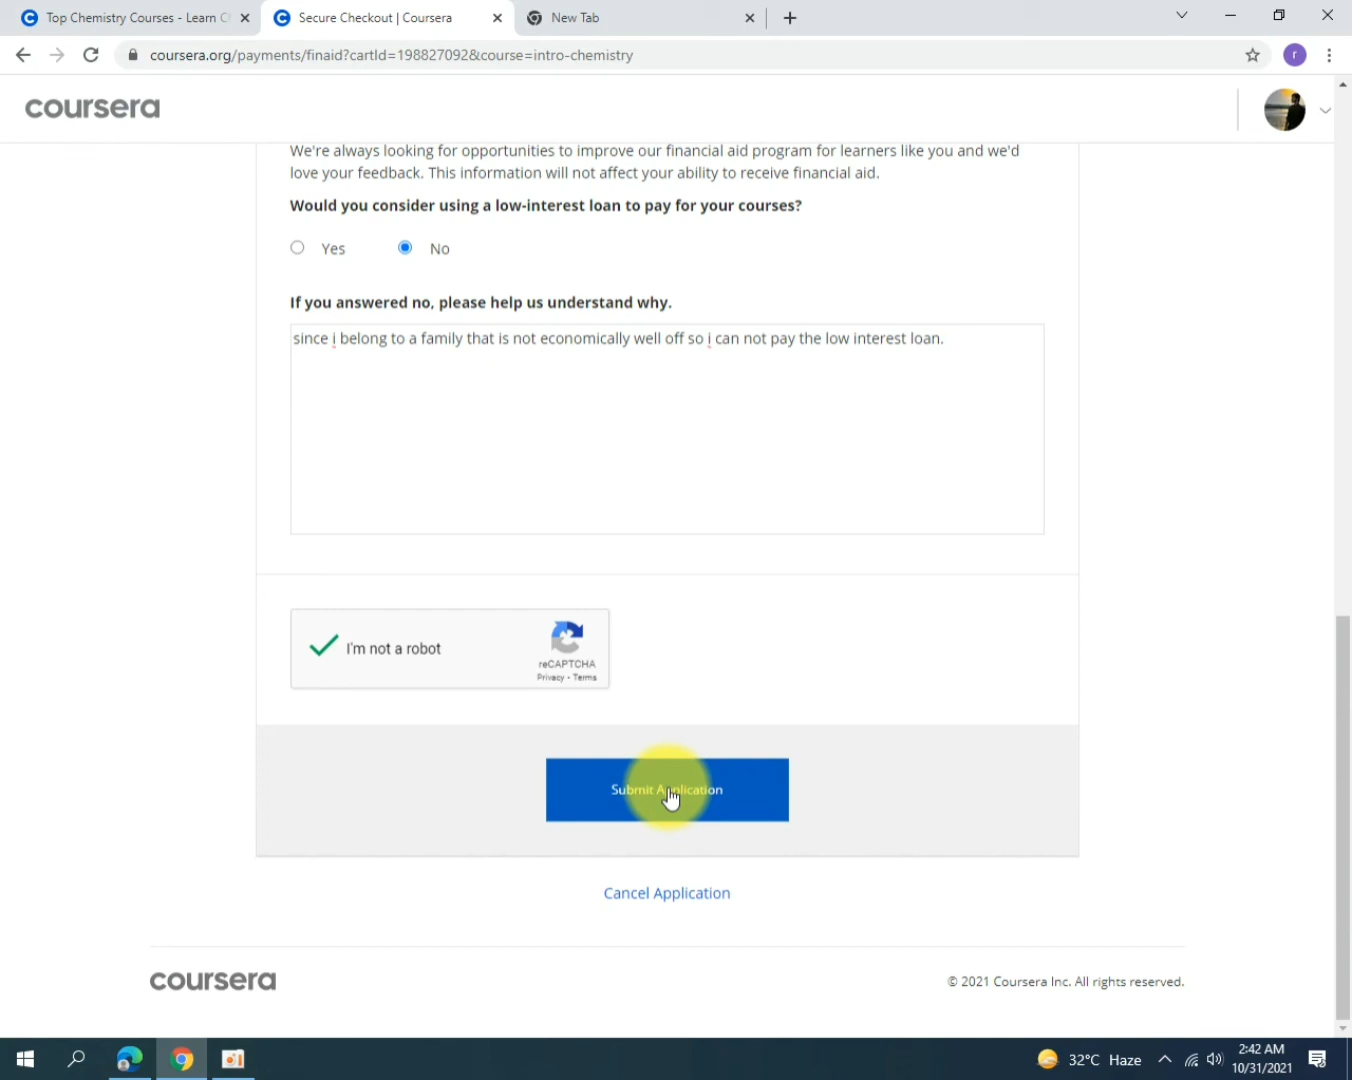 Top Chemistry Courses - Learn C
Secure Checkout | Coursera
New Tab
coursera.org/payments/finaid?cartId=198827092&course=intro-chemistry
r
coursera
We're always looking for opportunities to improve our financial aid program for learners like you and we'd
love your feedback. This information will not affect your ability to receive financial aid.
Would you consider using a low-interest loan to pay for your courses?
Yes No
If you answered no, please help us understand why.
since i belong to a family that is not economically well off so i can not pay the low interest loan.
I'm not a robot
reCAPTCHA
Privacy - Terms
Submit Application
Cancel Application
coursera
© 2021 Coursera Inc. All rights reserved.
32°C Haze
2:42 AM
10/31/2021